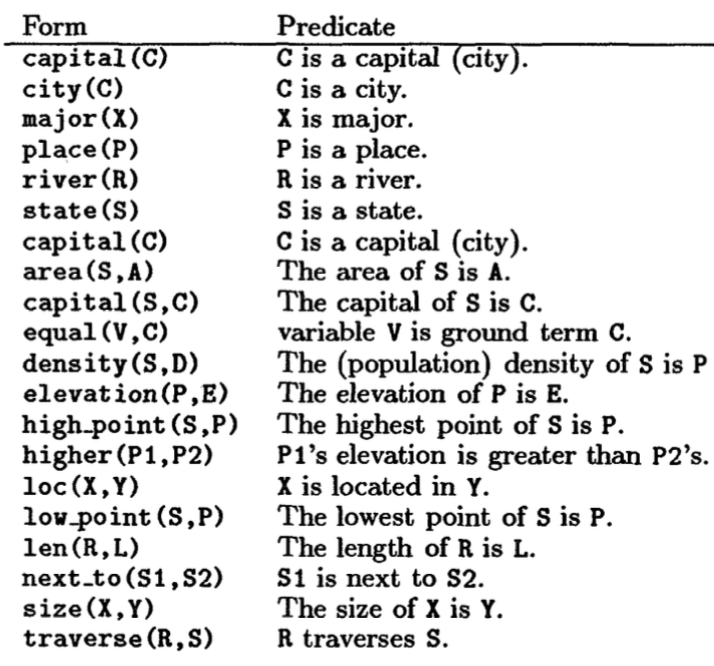 Form Predicate
capital(C) C is a capital (city).
city(C) C is a city.
major(X) X is major.
place(P) P is a place.
river(R) R is a river.
state(S) S is a state.
capital(C) C is a capital (city).
area(S,A) The area of S is A.
capital(S,C) The capital of S is C.
equal(V,C) variable V is ground term C.
density(S,D) The (population) density of S is P
elevation(P,E) The elevation of P is E.
high_point(S,P) The highest point of S is P.
higher(P1,P2) P1's elevation is greater than P2's.
loc(X,Y) X is located in Y.
low_point(S,P) The lowest point of S is P.
len(R,L) The length of R is L.
next_to(S1,S2) S1 is next to S2.
size(X,Y) The size of X is Y.
traverse(R,S) R traverses S.